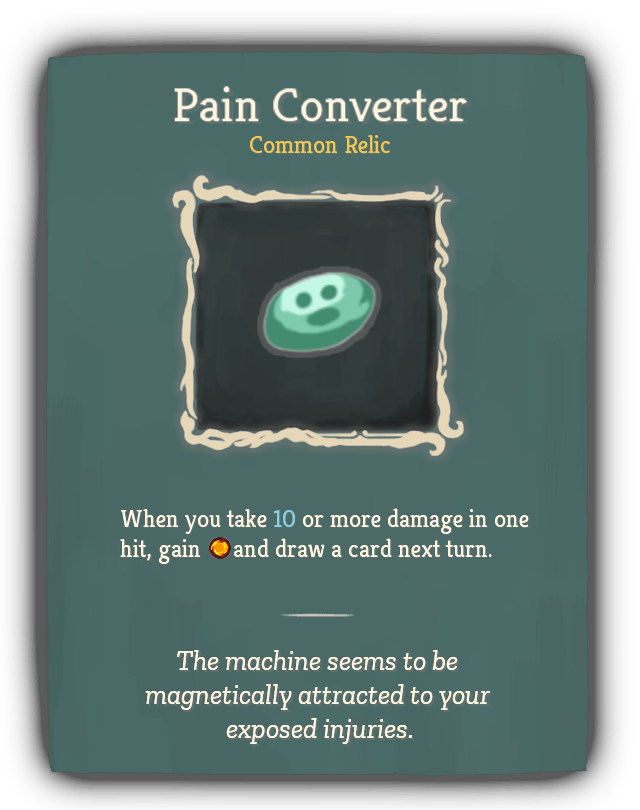 Pain Converter
Common Relic
When you take 10 or more damage in one
hit, gain and draw a card next turn.
The machine seems to be
magnetically attracted to your
exposed injuries.